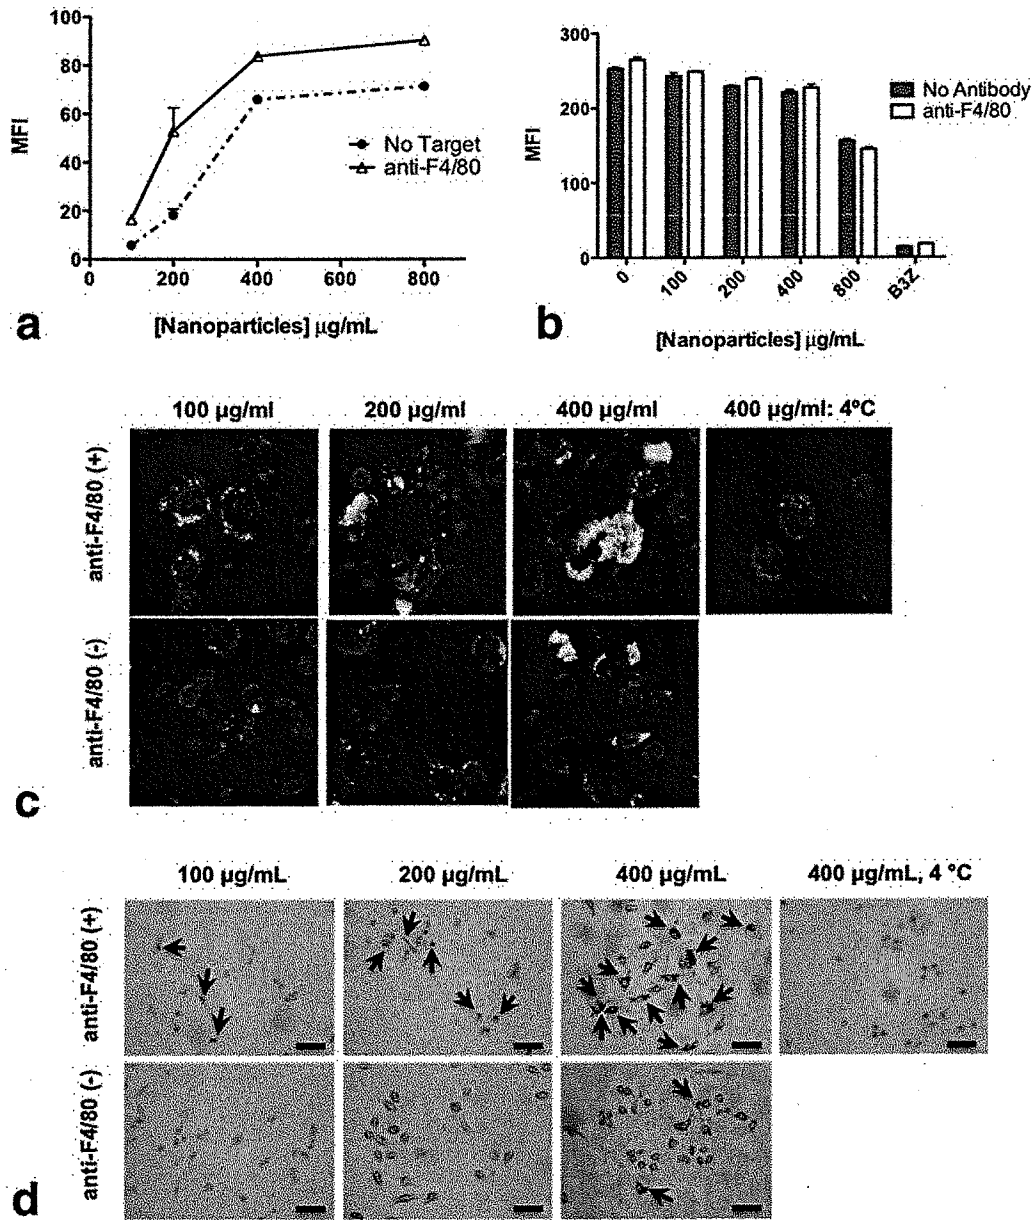 100
80
60
40
20
0
MFI
0
200
400
600
800
No Target
anti-F4/80
a
[Nanoparticles] µg/mL
300
200
100
0
MFI
No Antibody
anti-F4/80
0
100
200
400
800
B3Z
b
[Nanoparticles] µg/mL
100 µg/ml
200 µg/ml
400 µg/ml
400 µg/ml: 4°C
anti-F4/80 (+)
anti-F4/80 (-)
c
100 µg/mL
200 µg/mL
400 µg/mL
400 µg/mL, 4 °C
anti-F4/80 (+)
anti-F4/80 (-)
d